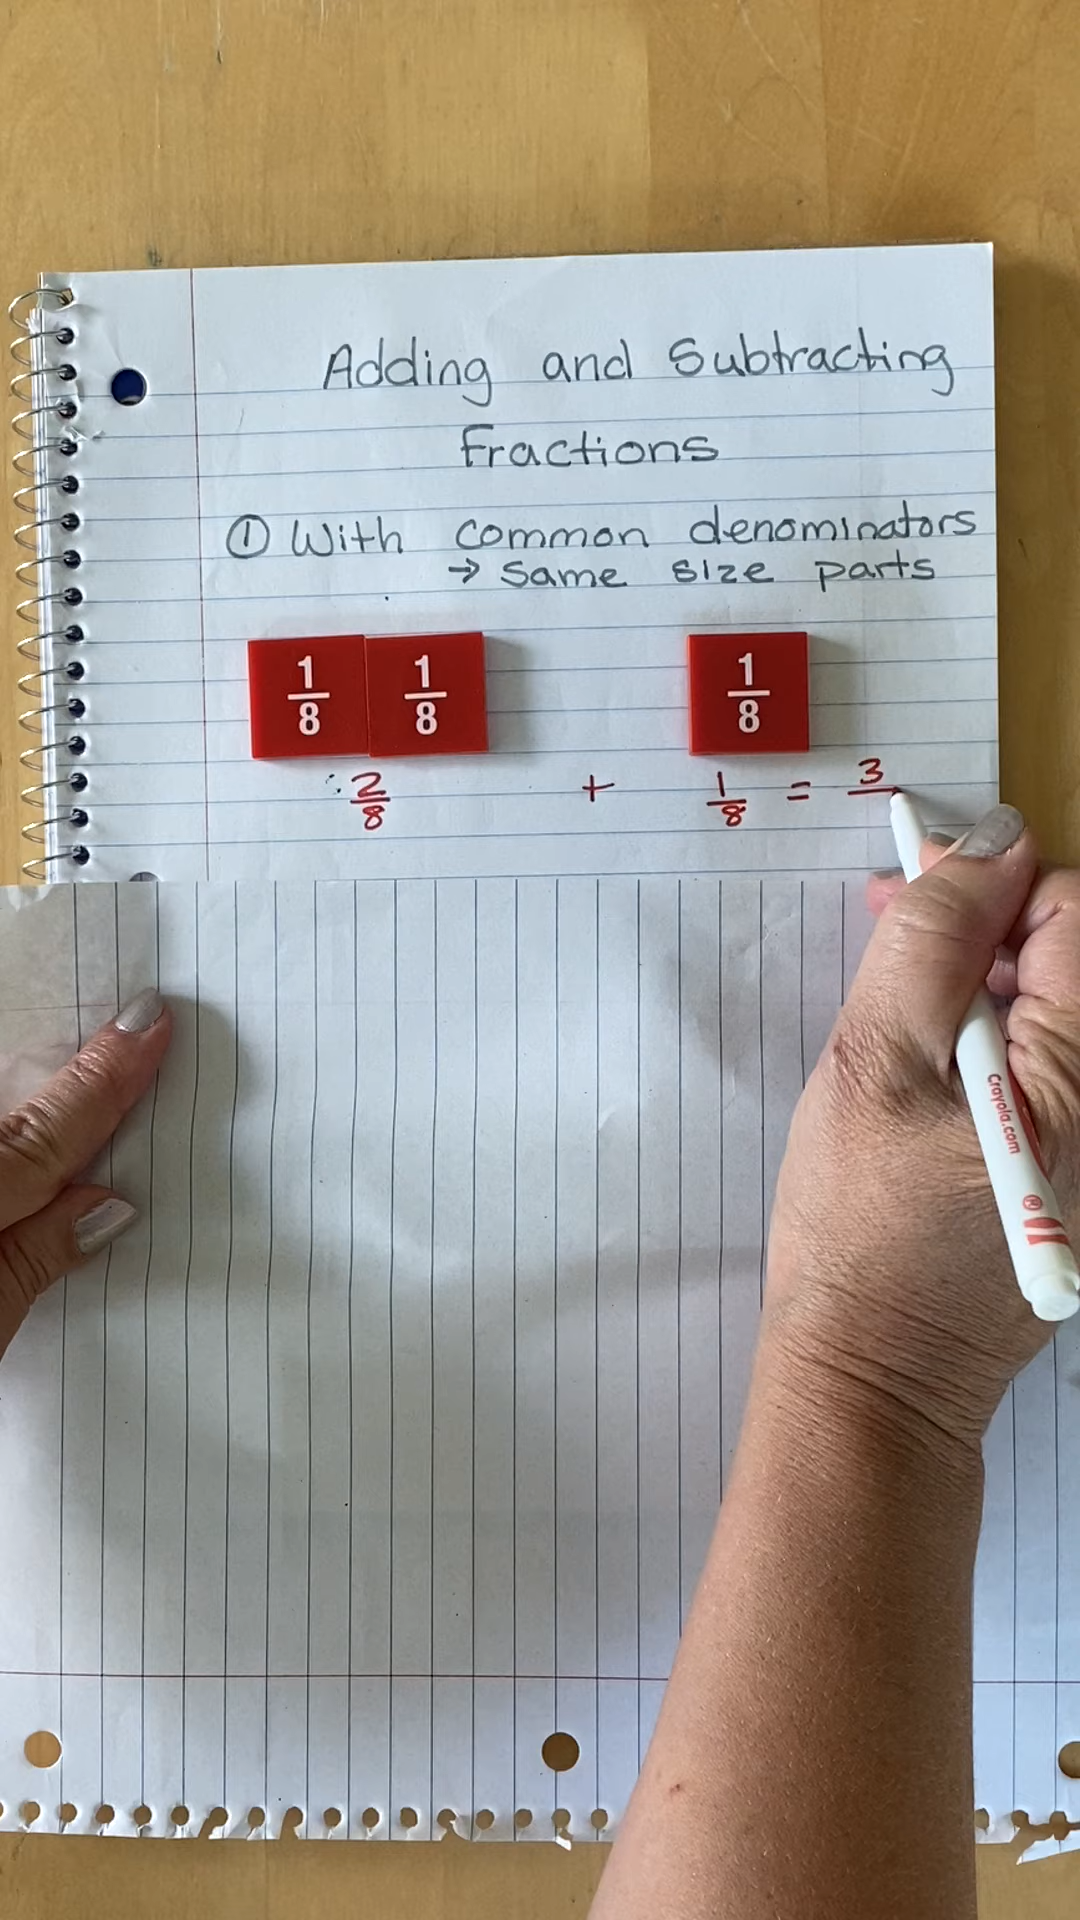 Adding and Subtracting
Fractions
① With common denominators
→ same size parts
1/8 1/8 1/8
2/8 + 1/8 = 3
Crayola.com
®